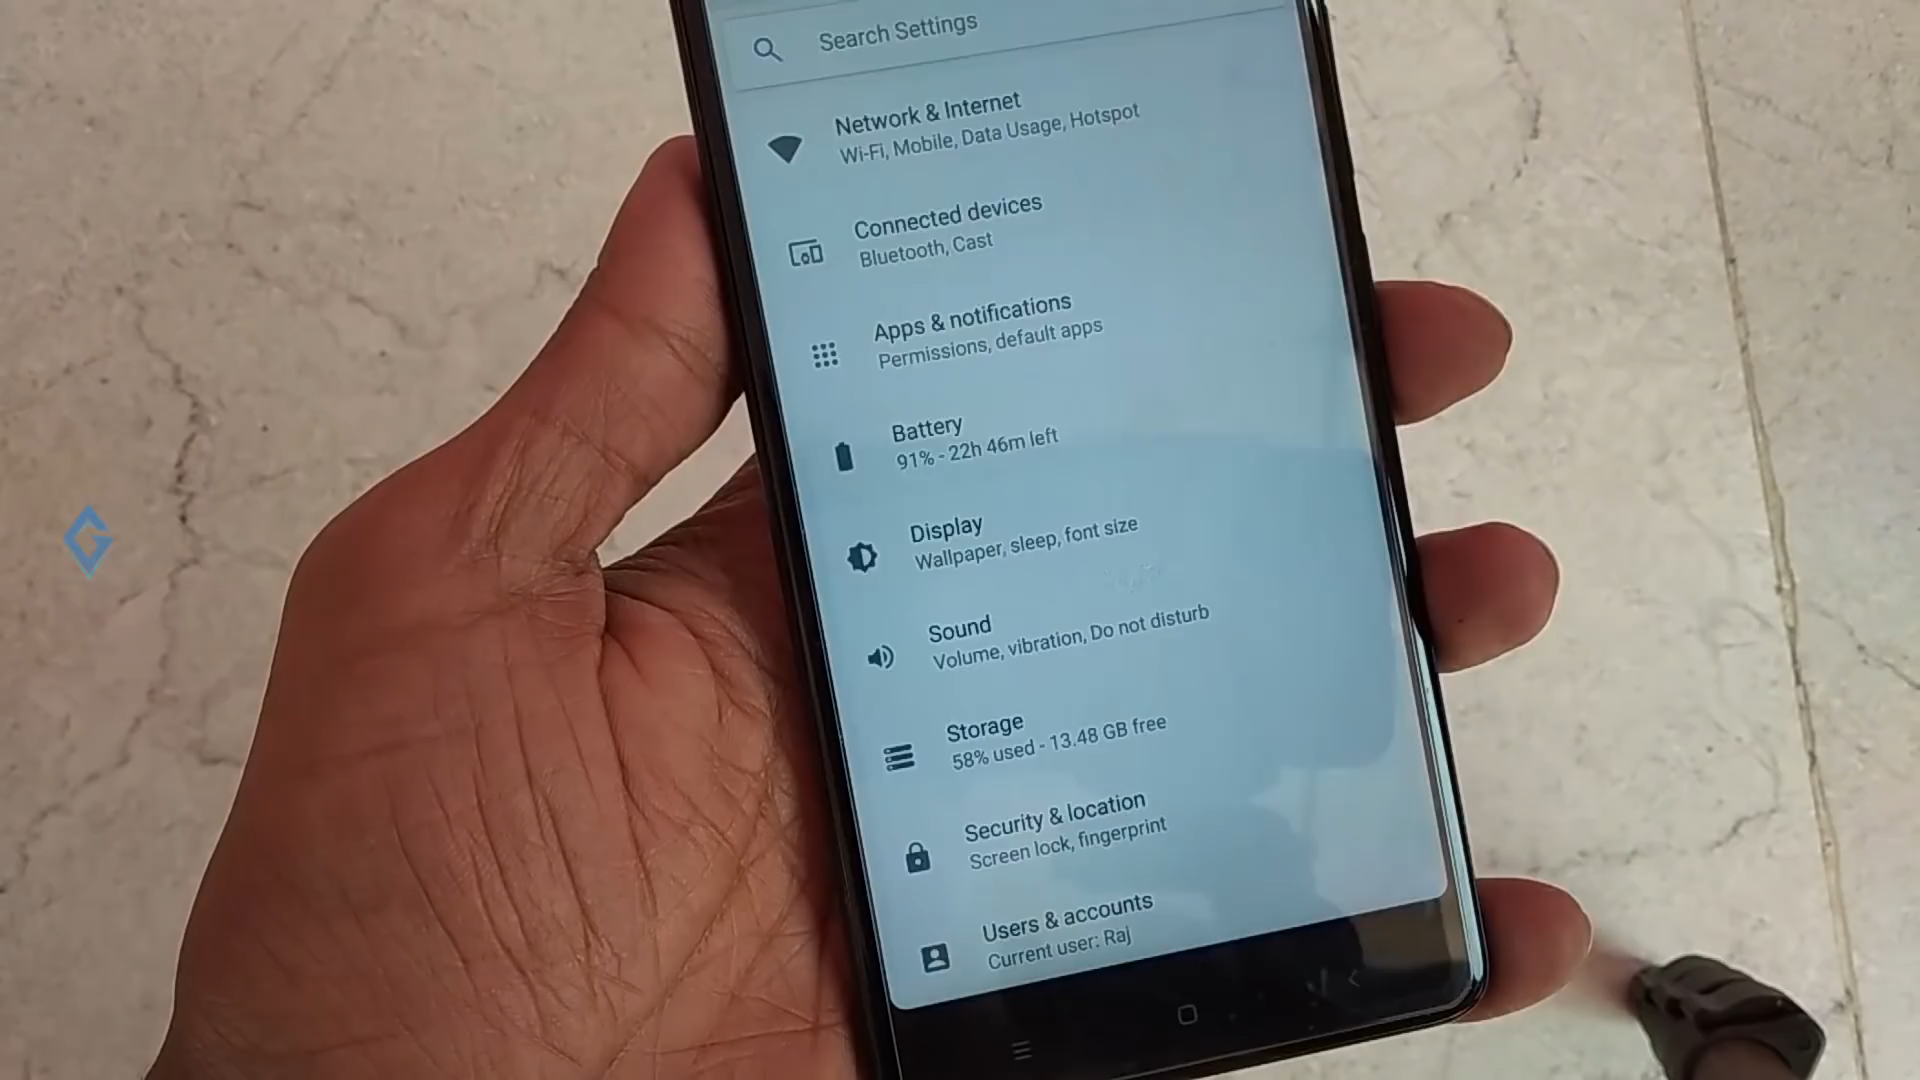 Search Settings
Network & Internet
Wi-Fi, Mobile, Data Usage, Hotspot
Connected devices
Bluetooth, Cast
Apps & notifications
Permissions, default apps
Battery
91% - 22h 46m left
Display
Wallpaper, sleep, font size
Sound
Volume, vibration, Do not disturb
Storage
58% used - 13.48 GB free
Security & location
Screen lock, fingerprint
Users & accounts
Current user: Raj